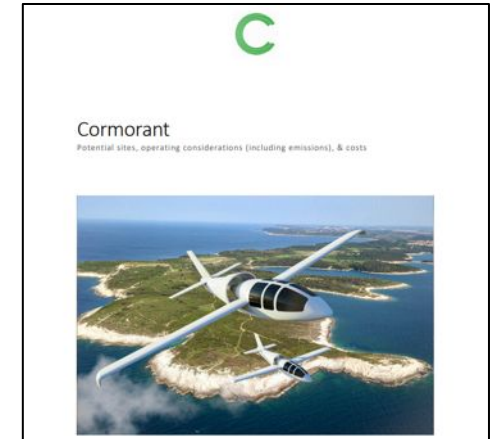 C
Cormorant
Potential sites, operating considerations (including emissions), & costs